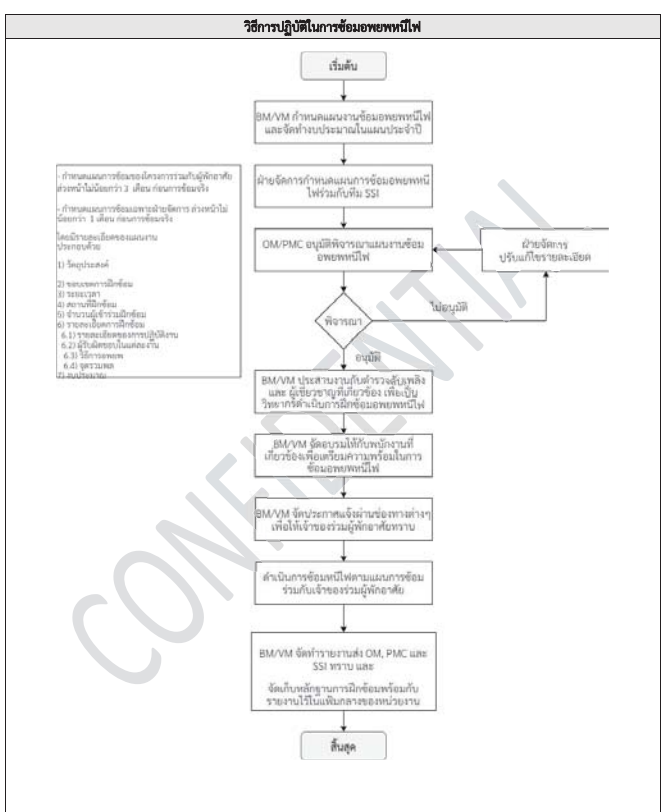 วิธีการปฏิบัติในการซ้อมอพยพหนีไฟ
เริ่มต้น
BM/VM กำหนดแผนงานซ้อมอพยพหนีไฟ
และจัดทำงบประมาณในแผนประจำปี
- กำหนดแผนการซ้อมของโครงการร่วมกับผู้พักอาศัย
ล่วงหน้าไม่น้อยกว่า 3 เดือน ก่อนการซ้อมจริง
- กำหนดแผนการซ้อมเฉพาะฝ่ายจัดการ ล่วงหน้าไม่
น้อยกว่า 1 เดือน ก่อนการซ้อมจริง
โดยมีรายละเอียดของแผนงาน
ประกอบด้วย
1) วัตถุประสงค์
2) ขอบเขตการฝึกซ้อม
3) ระยะเวลา
4) สถานที่ฝึกซ้อม
5) จำนวนผู้เข้าร่วมฝึกซ้อม
6) รายละเอียดการฝึกซ้อม
6.1) รายละเอียดของการปฏิบัติงาน
6.2) ผู้รับผิดชอบในแต่ละงาน
6.3) วิธีการอพยพ
6.4) จุดรวมพล
7) งบประมาณ
ฝ่ายจัดการกำหนดแผนการซ้อมอพยพหนี
ไฟร่วมกับทีม SSI
OM/PMC อนุมัติพิจารณาแผนงานซ้อม
อพยพหนีไฟ
ฝ่ายจัดการ
ปรับแก้ไขรายละเอียด
ไม่อนุมัติ
พิจารณา
อนุมัติ
BM/VM ประสานงานกับตำรวจดับเพลิง
และ ผู้เชี่ยวชาญที่เกี่ยวข้อง เพื่อเป็น
วิทยากรดำเนินการฝึกซ้อมอพยพหนีไฟ
BM/VM จัดอบรมให้กับพนักงานที่
เกี่ยวข้องเพื่อเตรียมความพร้อมในการ
ซ้อมอพยพหนีไฟ
BM/VM จัดประกาศแจ้งผ่านช่องทางต่างๆ
เพื่อให้เจ้าของร่วมผู้พักอาศัยทราบ
ดำเนินการซ้อมหนีไฟตามแผนการซ้อม
ร่วมกับเจ้าของร่วมผู้พักอาศัย
BM/VM จัดทำรายงานส่ง OM, PMC และ
SSI ทราบ และ
จัดเก็บหลักฐานการฝึกซ้อมพร้อมกับ
รายงานไว้ในแฟ้มกลางของหน่วยงาน
สิ้นสุด
CONFIDENTIAL